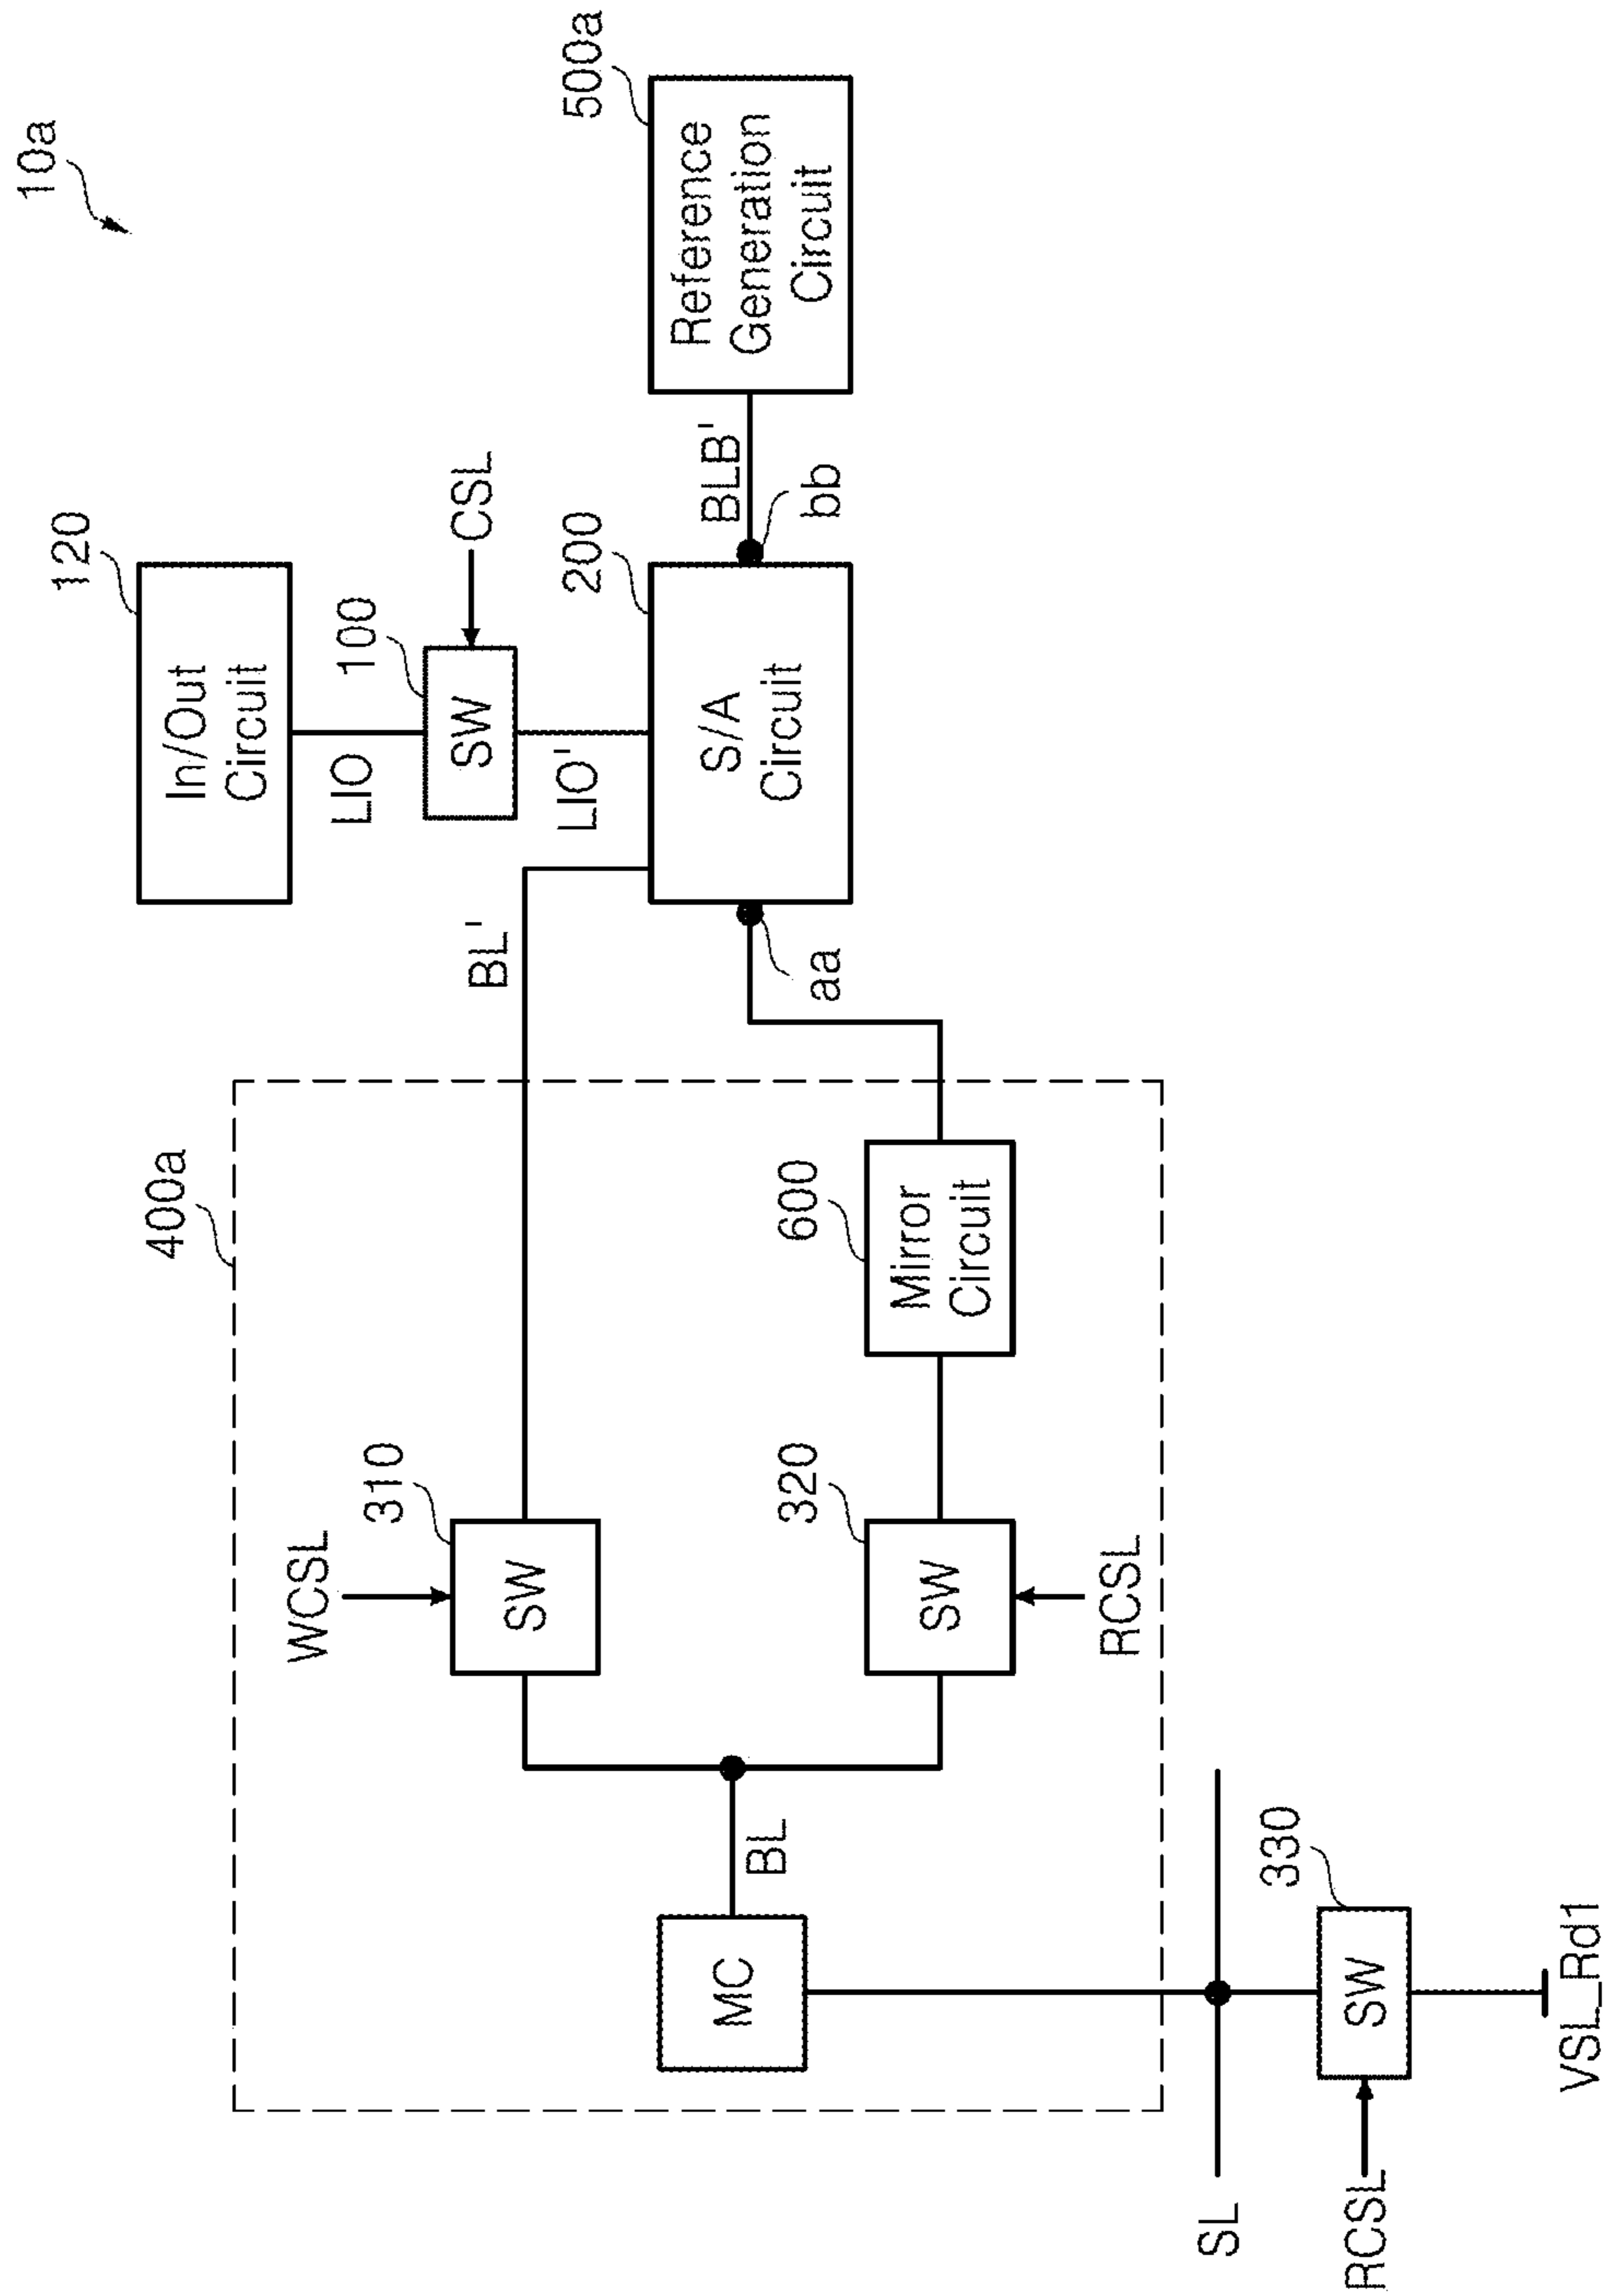 10a
120
In/Out
Circuit
LIO
100
SW
CSL
LIO'
BL'
200
S/A
Circuit
aa
bb
BLB'
500a
Reference
Generation
Circuit
400a
WCSL
310
SW
320
SW
RCSL
600
Mirror
Circuit
BL
MC
SL
330
SW
RCSL
VSL_Rd1